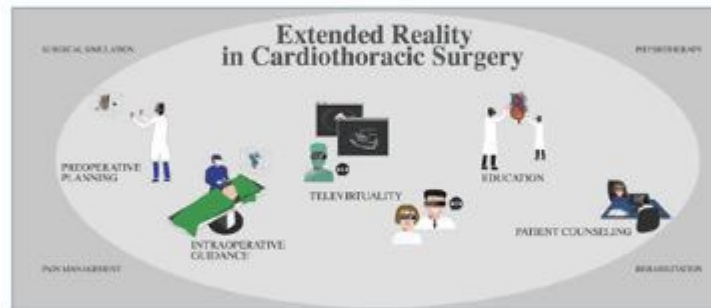 Extended Reality
in Cardiothoracic Surgery
SURGICAL SIMULATION
PHYSIOTHERAPY
PREOPERATIVE
PLANNING
INTRAOPERATIVE
GUIDANCE
TELEVIRTUALITY
EDUCATION
PATIENT COUNSELING
PAIN MANAGEMENT
REHABILITATION